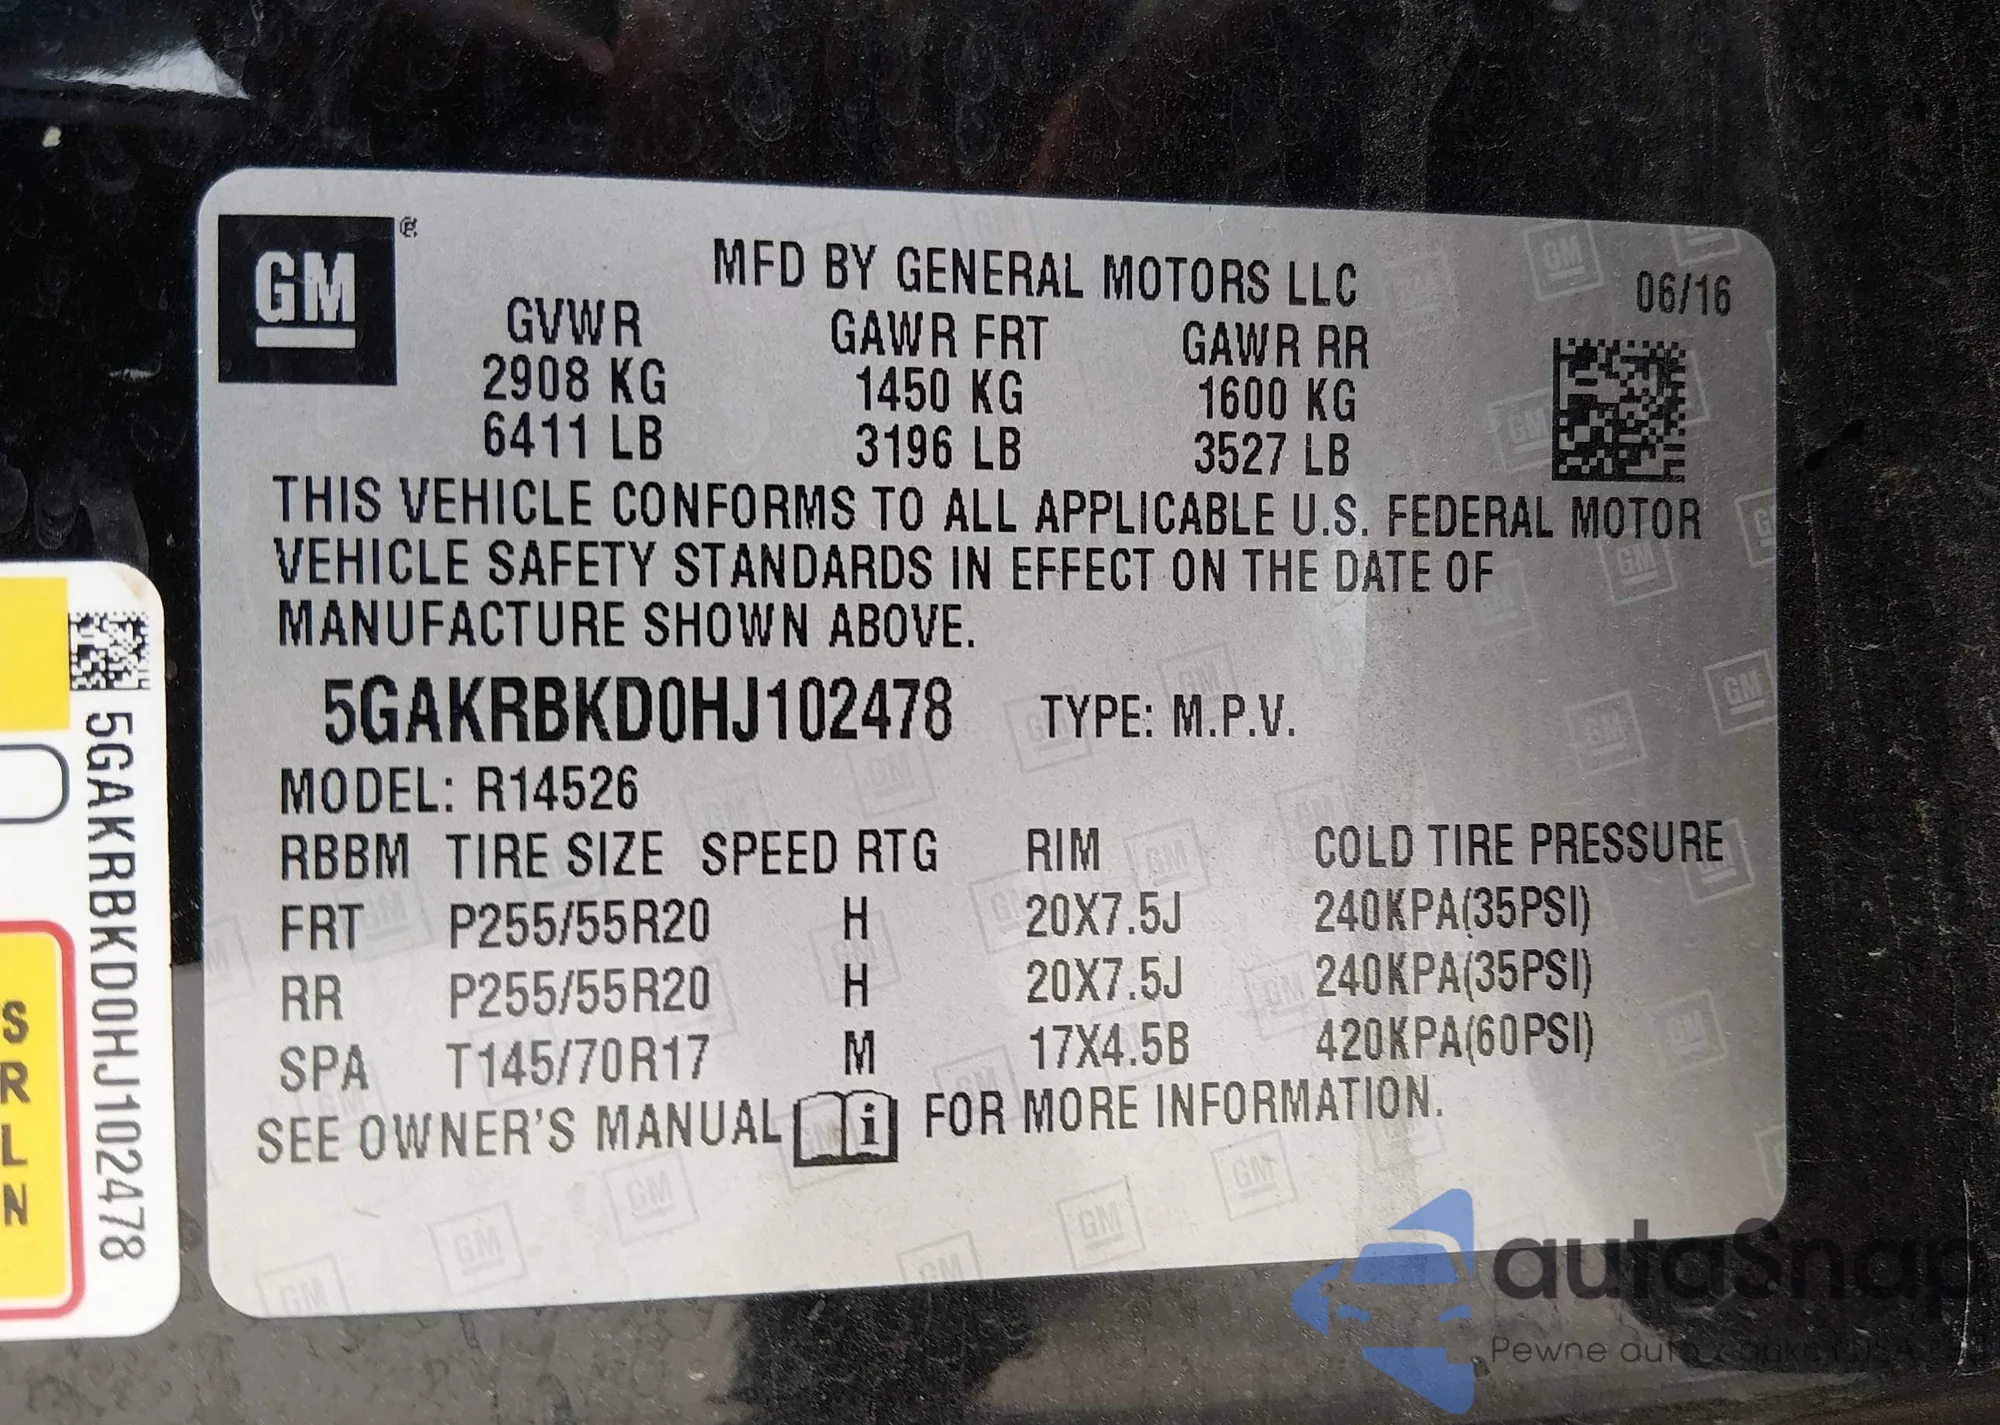 GM ®
MFD BY GENERAL MOTORS LLC
06/16
GVWR GAWR FRT GAWR RR
2908 KG 1450 KG 1600 KG
6411 LB 3196 LB 3527 LB
THIS VEHICLE CONFORMS TO ALL APPLICABLE U.S. FEDERAL MOTOR
VEHICLE SAFETY STANDARDS IN EFFECT ON THE DATE OF
MANUFACTURE SHOWN ABOVE.
5GAKRBKD0HJ102478 TYPE: M.P.V.
MODEL: R14526
RBBM TIRE SIZE SPEED RTG RIM COLD TIRE PRESSURE
FRT P255/55R20 H 20X7.5J 240KPA(35PSI)
RR P255/55R20 H 20X7.5J 240KPA(35PSI)
SPA T145/70R17 M 17X4.5B 420KPA(60PSI)
SEE OWNER'S MANUAL i FOR MORE INFORMATION.
5GAKRBKD0HJ102478
S
R
L
N
autaSnap
Pewne auta z